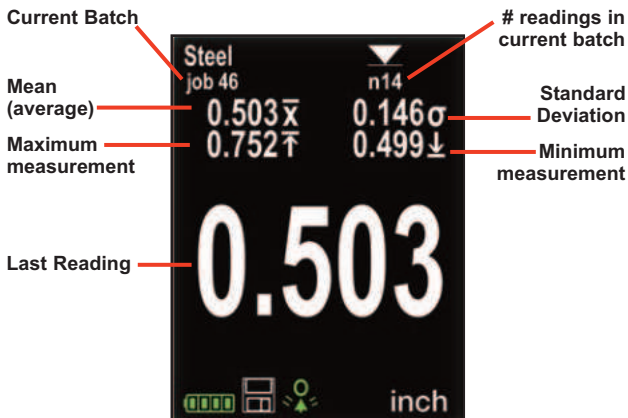 Current Batch
# readings in
current batch
Steel
job 46
n14
Mean
(average)
0.503x̅
0.146σ
Standard
Deviation
Maximum
measurement
0.752↑
0.499↓
Minimum
measurement
Last Reading
0.503
inch